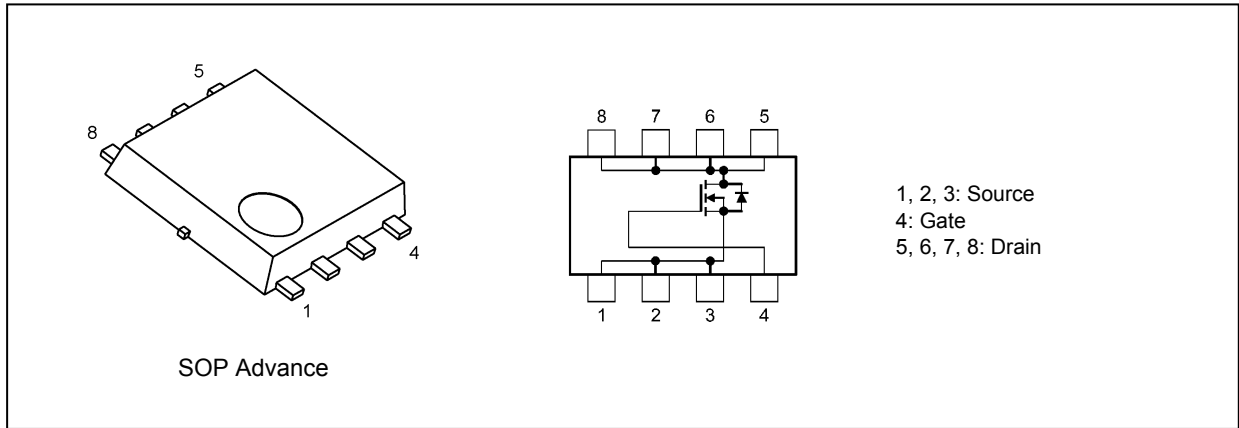 5
8
4
1
SOP Advance
8 7 6 5
1 2 3 4
1, 2, 3: Source
4: Gate
5, 6, 7, 8: Drain